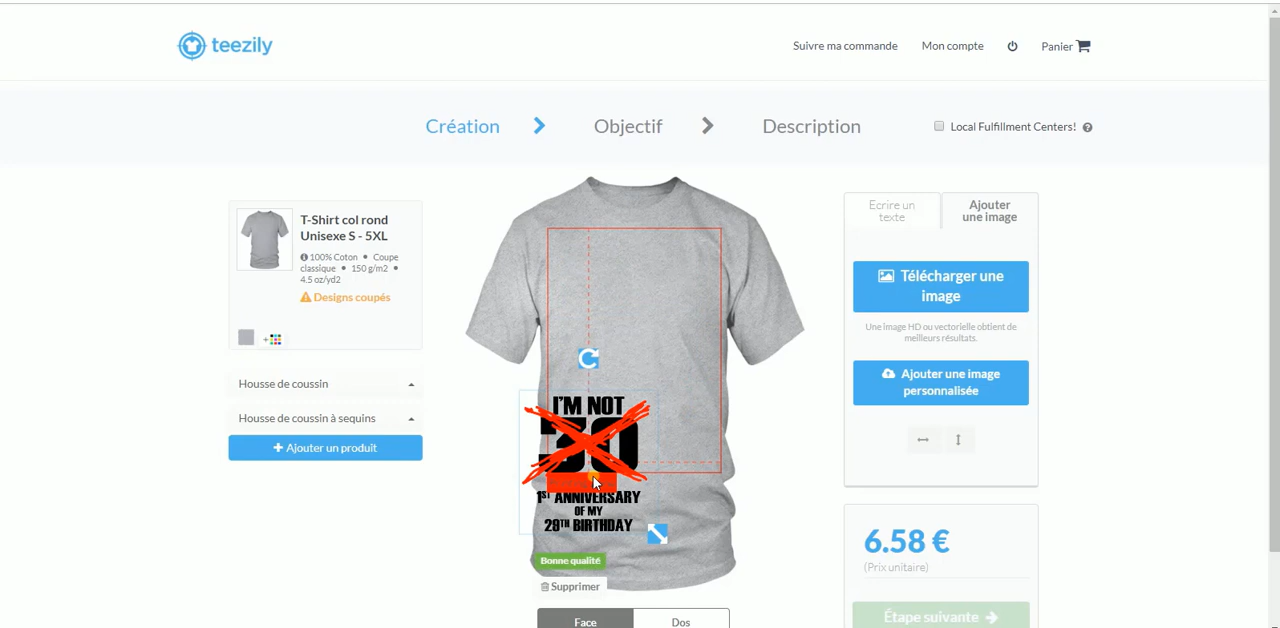 teezily
Suivre ma commande
Mon compte
Panier
Création
Objectif
Description
Local Fulfillment Centers!
T-Shirt col rond
Unisexe S - 5XL
100% Coton • Coupe
classique • 150 g/m2 •
4.5 oz/yd2
Designs coupés
Housse de coussin
Housse de coussin à sequins
+ Ajouter un produit
I'M NOT
30
1ST ANNIVERSARY
OF MY
29TH BIRTHDAY
Bonne qualité
Supprimer
Face
Dos
Ecrire un
texte
Ajouter
une image
Télécharger une
image
Une image HD ou vectorielle obtient de
meilleurs résultats.
Ajouter une image
personnalisée
6.58 €
(Prix unitaire)
Étape suivante